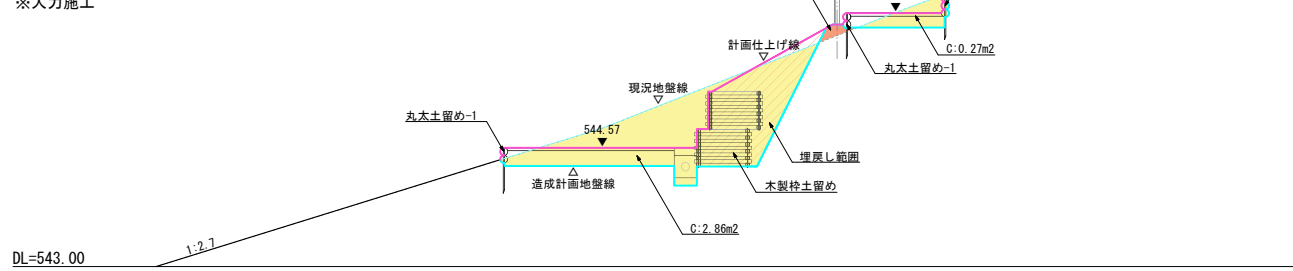 ※人力施工
計画仕上げ線
C:0.27m2
丸太土留め-1
現況地盤線
丸太土留め-1
544.57
埋戻し範囲
造成計画地盤線
木製枠土留め
C:2.86m2
1:2.7
DL=543.00